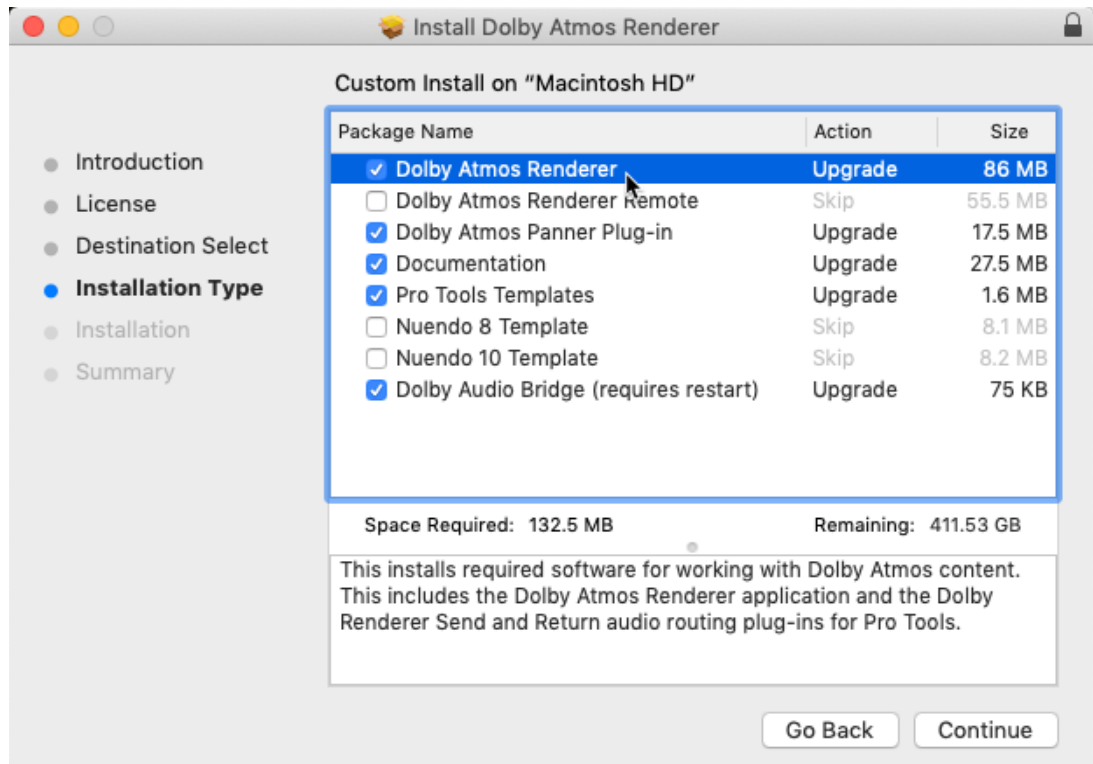 Install Dolby Atmos Renderer
Custom Install on “Macintosh HD”
Introduction
License
Destination Select
Installation Type
Installation
Summary
Package Name Action Size
Dolby Atmos Renderer Upgrade 86 MB
Dolby Atmos Renderer Remote Skip 55.5 MB
Dolby Atmos Panner Plug-in Upgrade 17.5 MB
Documentation Upgrade 27.5 MB
Pro Tools Templates Upgrade 1.6 MB
Nuendo 8 Template Skip 8.1 MB
Nuendo 10 Template Skip 8.2 MB
Dolby Audio Bridge (requires restart) Upgrade 75 KB
Space Required: 132.5 MB Remaining: 411.53 GB
This installs required software for working with Dolby Atmos content.
This includes the Dolby Atmos Renderer application and the Dolby
Renderer Send and Return audio routing plug-ins for Pro Tools.
Go Back Continue